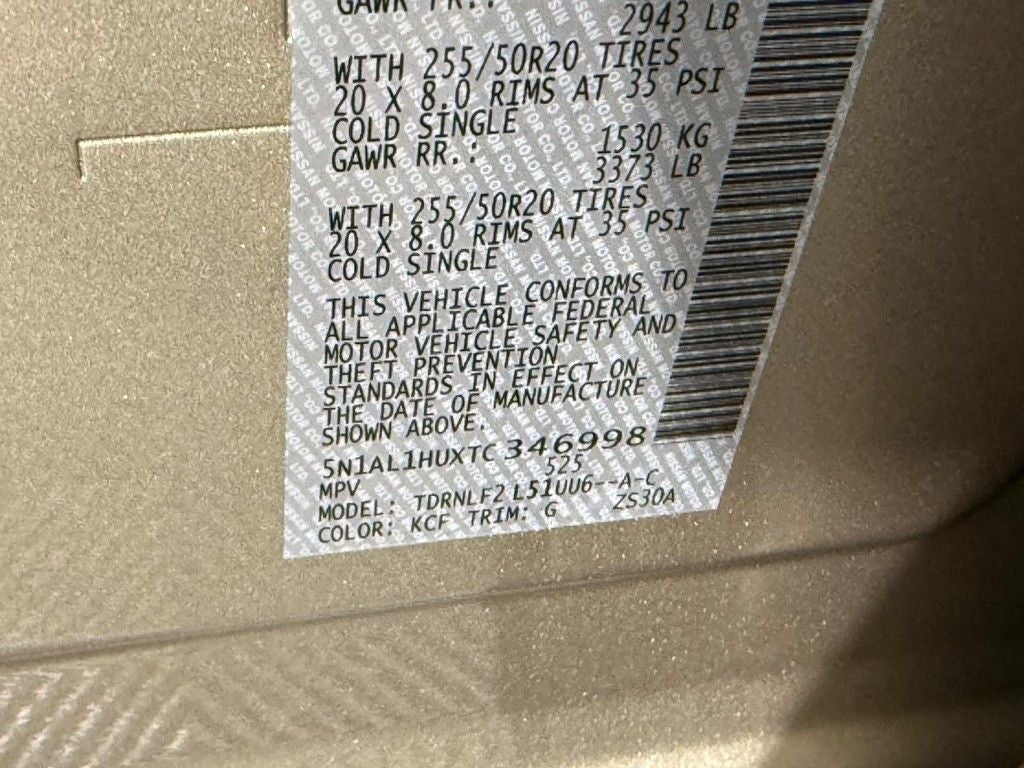 GAWR FR.:
2943 LB
WITH 255/50R20 TIRES
20 X 8.0 RIMS AT 35 PSI
COLD SINGLE
GAWR RR.: 1530 KG
3373 LB
WITH 255/50R20 TIRES
20 X 8.0 RIMS AT 35 PSI
COLD SINGLE
THIS VEHICLE CONFORMS TO
ALL APPLICABLE FEDERAL
MOTOR VEHICLE SAFETY AND
THEFT PREVENTION
STANDARDS IN EFFECT ON
THE DATE OF MANUFACTURE
SHOWN ABOVE.
5N1AL1HUXTC346998
MPV 525
MODEL: TDRNLF2 L51UU6--A-C
COLOR: KCF TRIM: G ZS30A